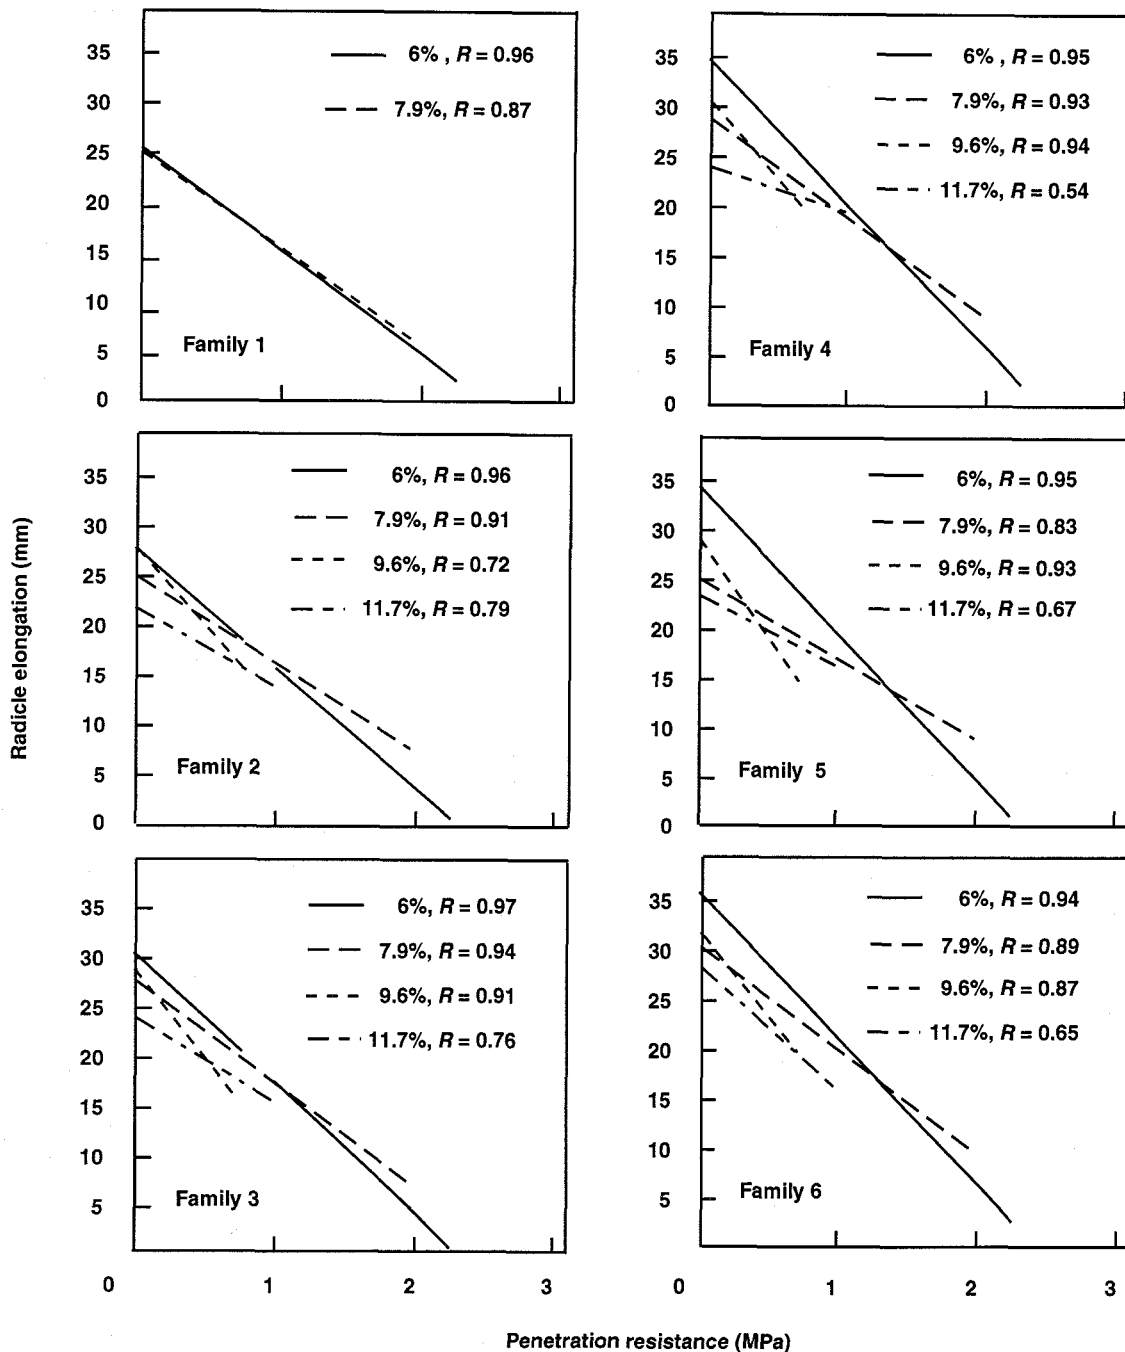 35
30
25
20
15
10
5
0
6% , R = 0.96
7.9%, R = 0.87
Family 1
35
30
25
20
15
10
5
0
6% , R = 0.95
7.9%, R = 0.93
9.6%, R = 0.94
11.7%, R = 0.54
Family 4
Radicle elongation (mm)
35
30
25
20
15
10
5
0
6%, R = 0.96
7.9%, R = 0.91
9.6%, R = 0.72
11.7%, R = 0.79
Family 2
35
30
25
20
15
10
5
0
6%, R = 0.95
7.9%, R = 0.83
9.6%, R = 0.93
11.7%, R = 0.67
Family 5
35
30
25
20
15
10
5
6%, R = 0.97
7.9%, R = 0.94
9.6%, R = 0.91
11.7%, R = 0.76
Family 3
0 1 2 3
35
30
25
20
15
10
5
6%, R = 0.94
7.9%, R = 0.89
9.6%, R = 0.87
11.7%, R = 0.65
Family 6
0 1 2 3
Penetration resistance (MPa)